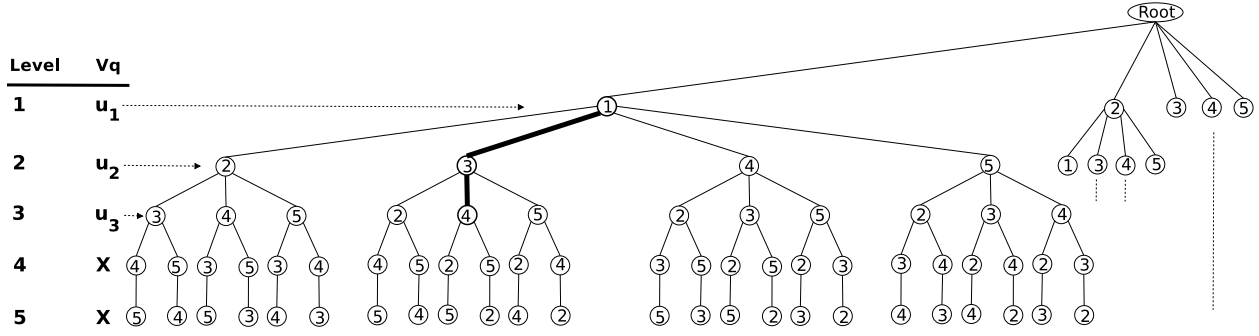 Root
Level Vq
1 u1 1 2 3 4 5
2 u2 2 3 4 5 1 3 4 5
3 u3 3 4 5 2 4 5 2 3 5 2 3 4
4 X 4 5 3 5 3 4 4 5 2 5 2 4 3 5 2 5 2 3 3 4 2 4 2 3
5 X 5 4 5 3 4 3 5 4 5 2 4 2 5 3 5 2 3 2 4 3 4 2 3 2